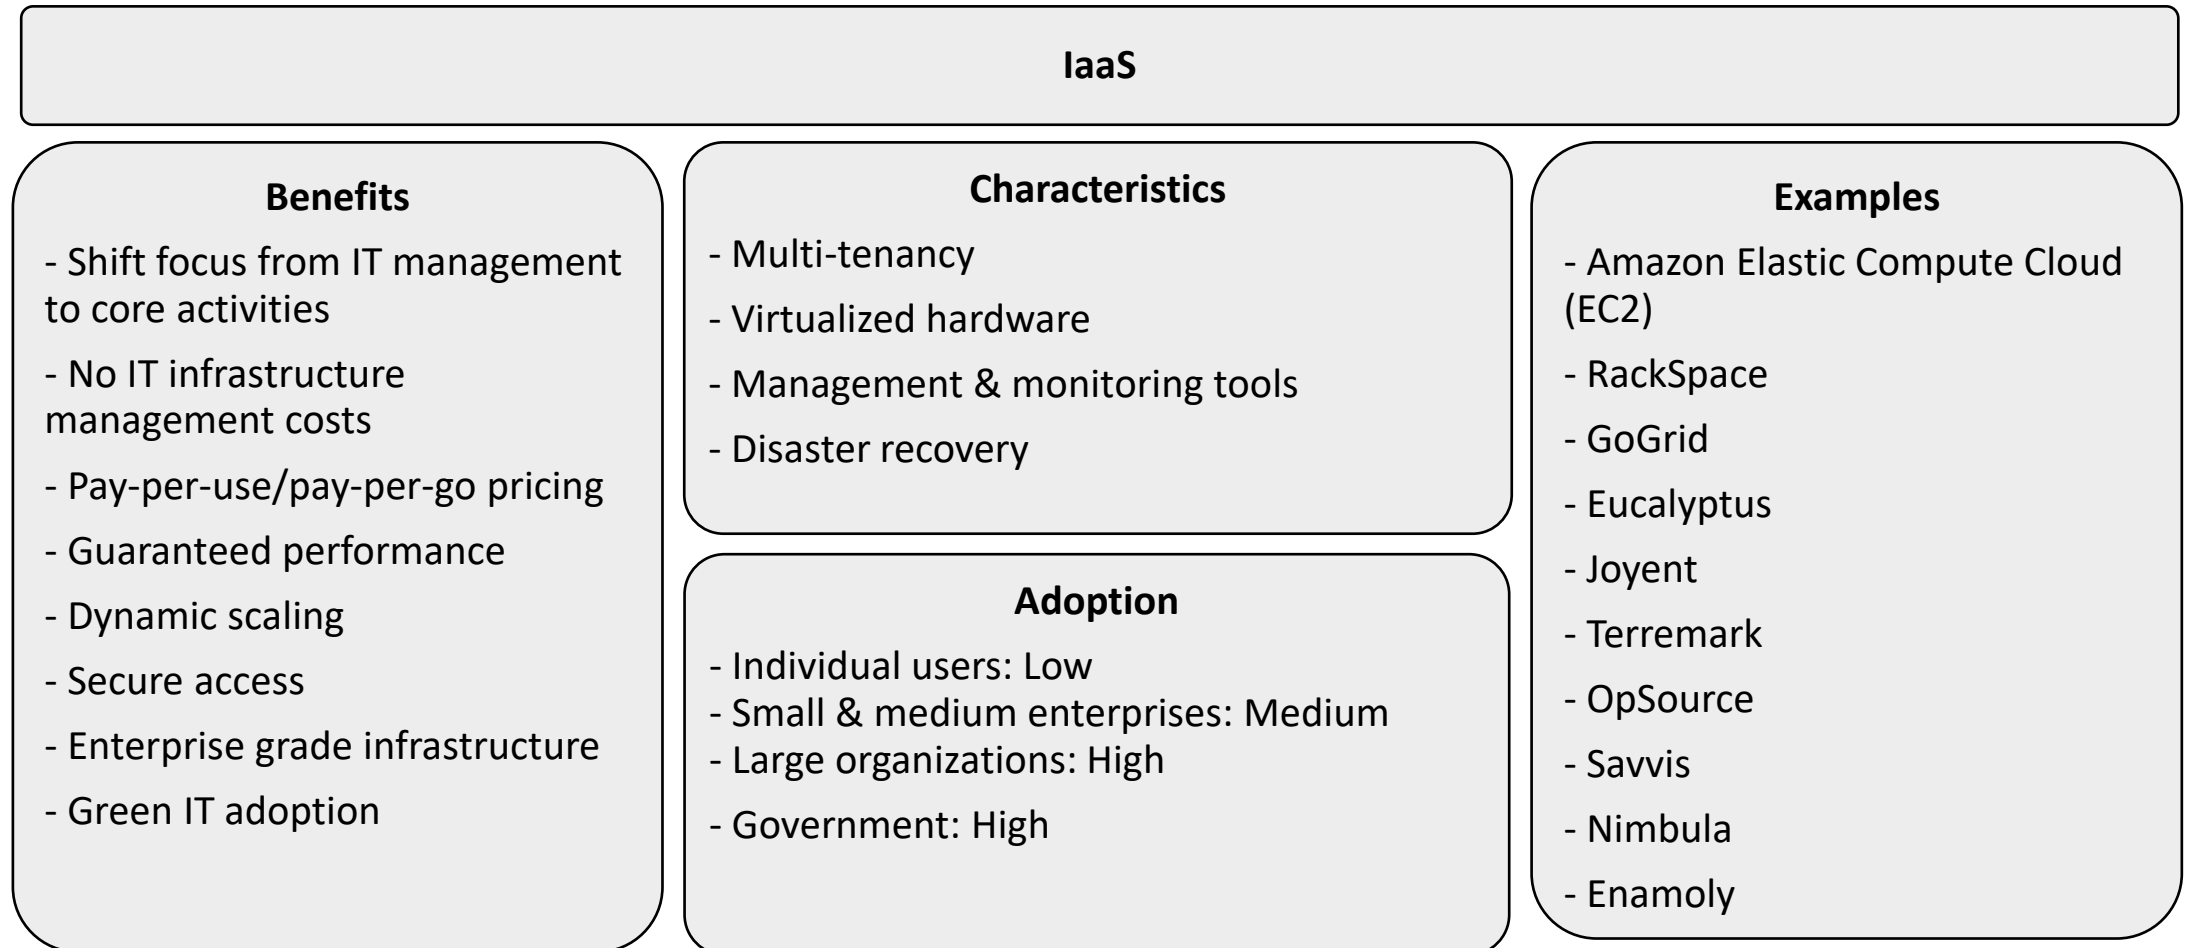 IaaS
Benefits
- Shift focus from IT management
to core activities
- No IT infrastructure
management costs
- Pay-per-use/pay-per-go pricing
- Guaranteed performance
- Dynamic scaling
- Secure access
- Enterprise grade infrastructure
- Green IT adoption
Characteristics
- Multi-tenancy
- Virtualized hardware
- Management & monitoring tools
- Disaster recovery
Adoption
- Individual users: Low
- Small & medium enterprises: Medium
- Large organizations: High
- Government: High
Examples
- Amazon Elastic Compute Cloud
(EC2)
- RackSpace
- GoGrid
- Eucalyptus
- Joyent
- Terremark
- OpSource
- Savvis
- Nimbula
- Enamoly